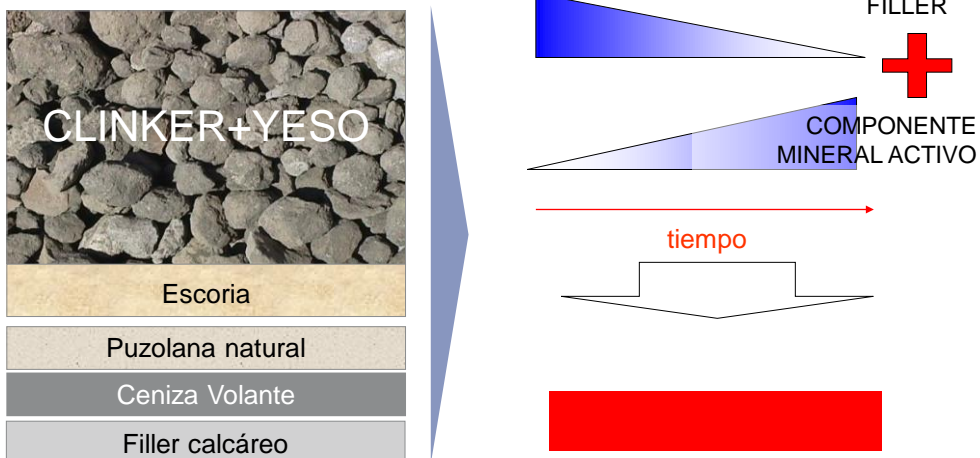 CLINKER+YESO
Escoria
Puzolana natural
Ceniza Volante
Filler calcáreo
FILLER
COMPONENTE
MINERAL ACTIVO
tiempo